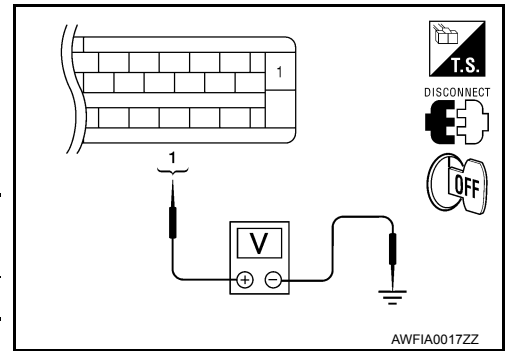 1
T.S.
DISCONNECT
OFF
1
V
+ −
AWFIA0017ZZ